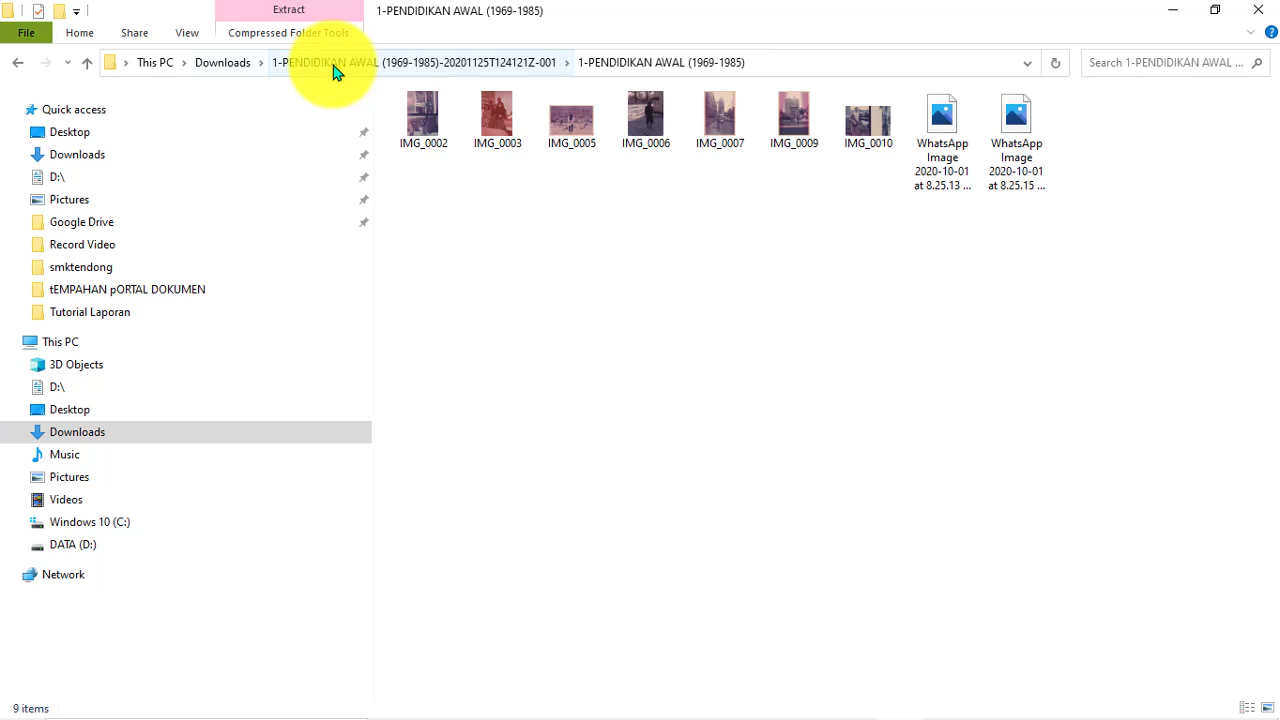 Extract
1-PENDIDIKAN AWAL (1969-1985)
File
Home
Share
View
Compressed Folder Tools
This PC
Downloads
1-PENDIDIKAN AWAL (1969-1985)-20201125T124121Z-001
1-PENDIDIKAN AWAL (1969-1985)
Search 1-PENDIDIKAN AWAL ...
Quick access
Desktop
Downloads
D:\
Pictures
Google Drive
Record Video
smktendong
tEMPAHAN pORTAL DOKUMEN
Tutorial Laporan
This PC
3D Objects
D:\
Desktop
Downloads
Music
Pictures
Videos
Windows 10 (C:)
DATA (D:)
Network
IMG_0002
IMG_0003
IMG_0005
IMG_0006
IMG_0007
IMG_0009
IMG_0010
WhatsApp
Image
2020-10-01
at 8.25.13 ...
WhatsApp
Image
2020-10-01
at 8.25.15 ...
9 items